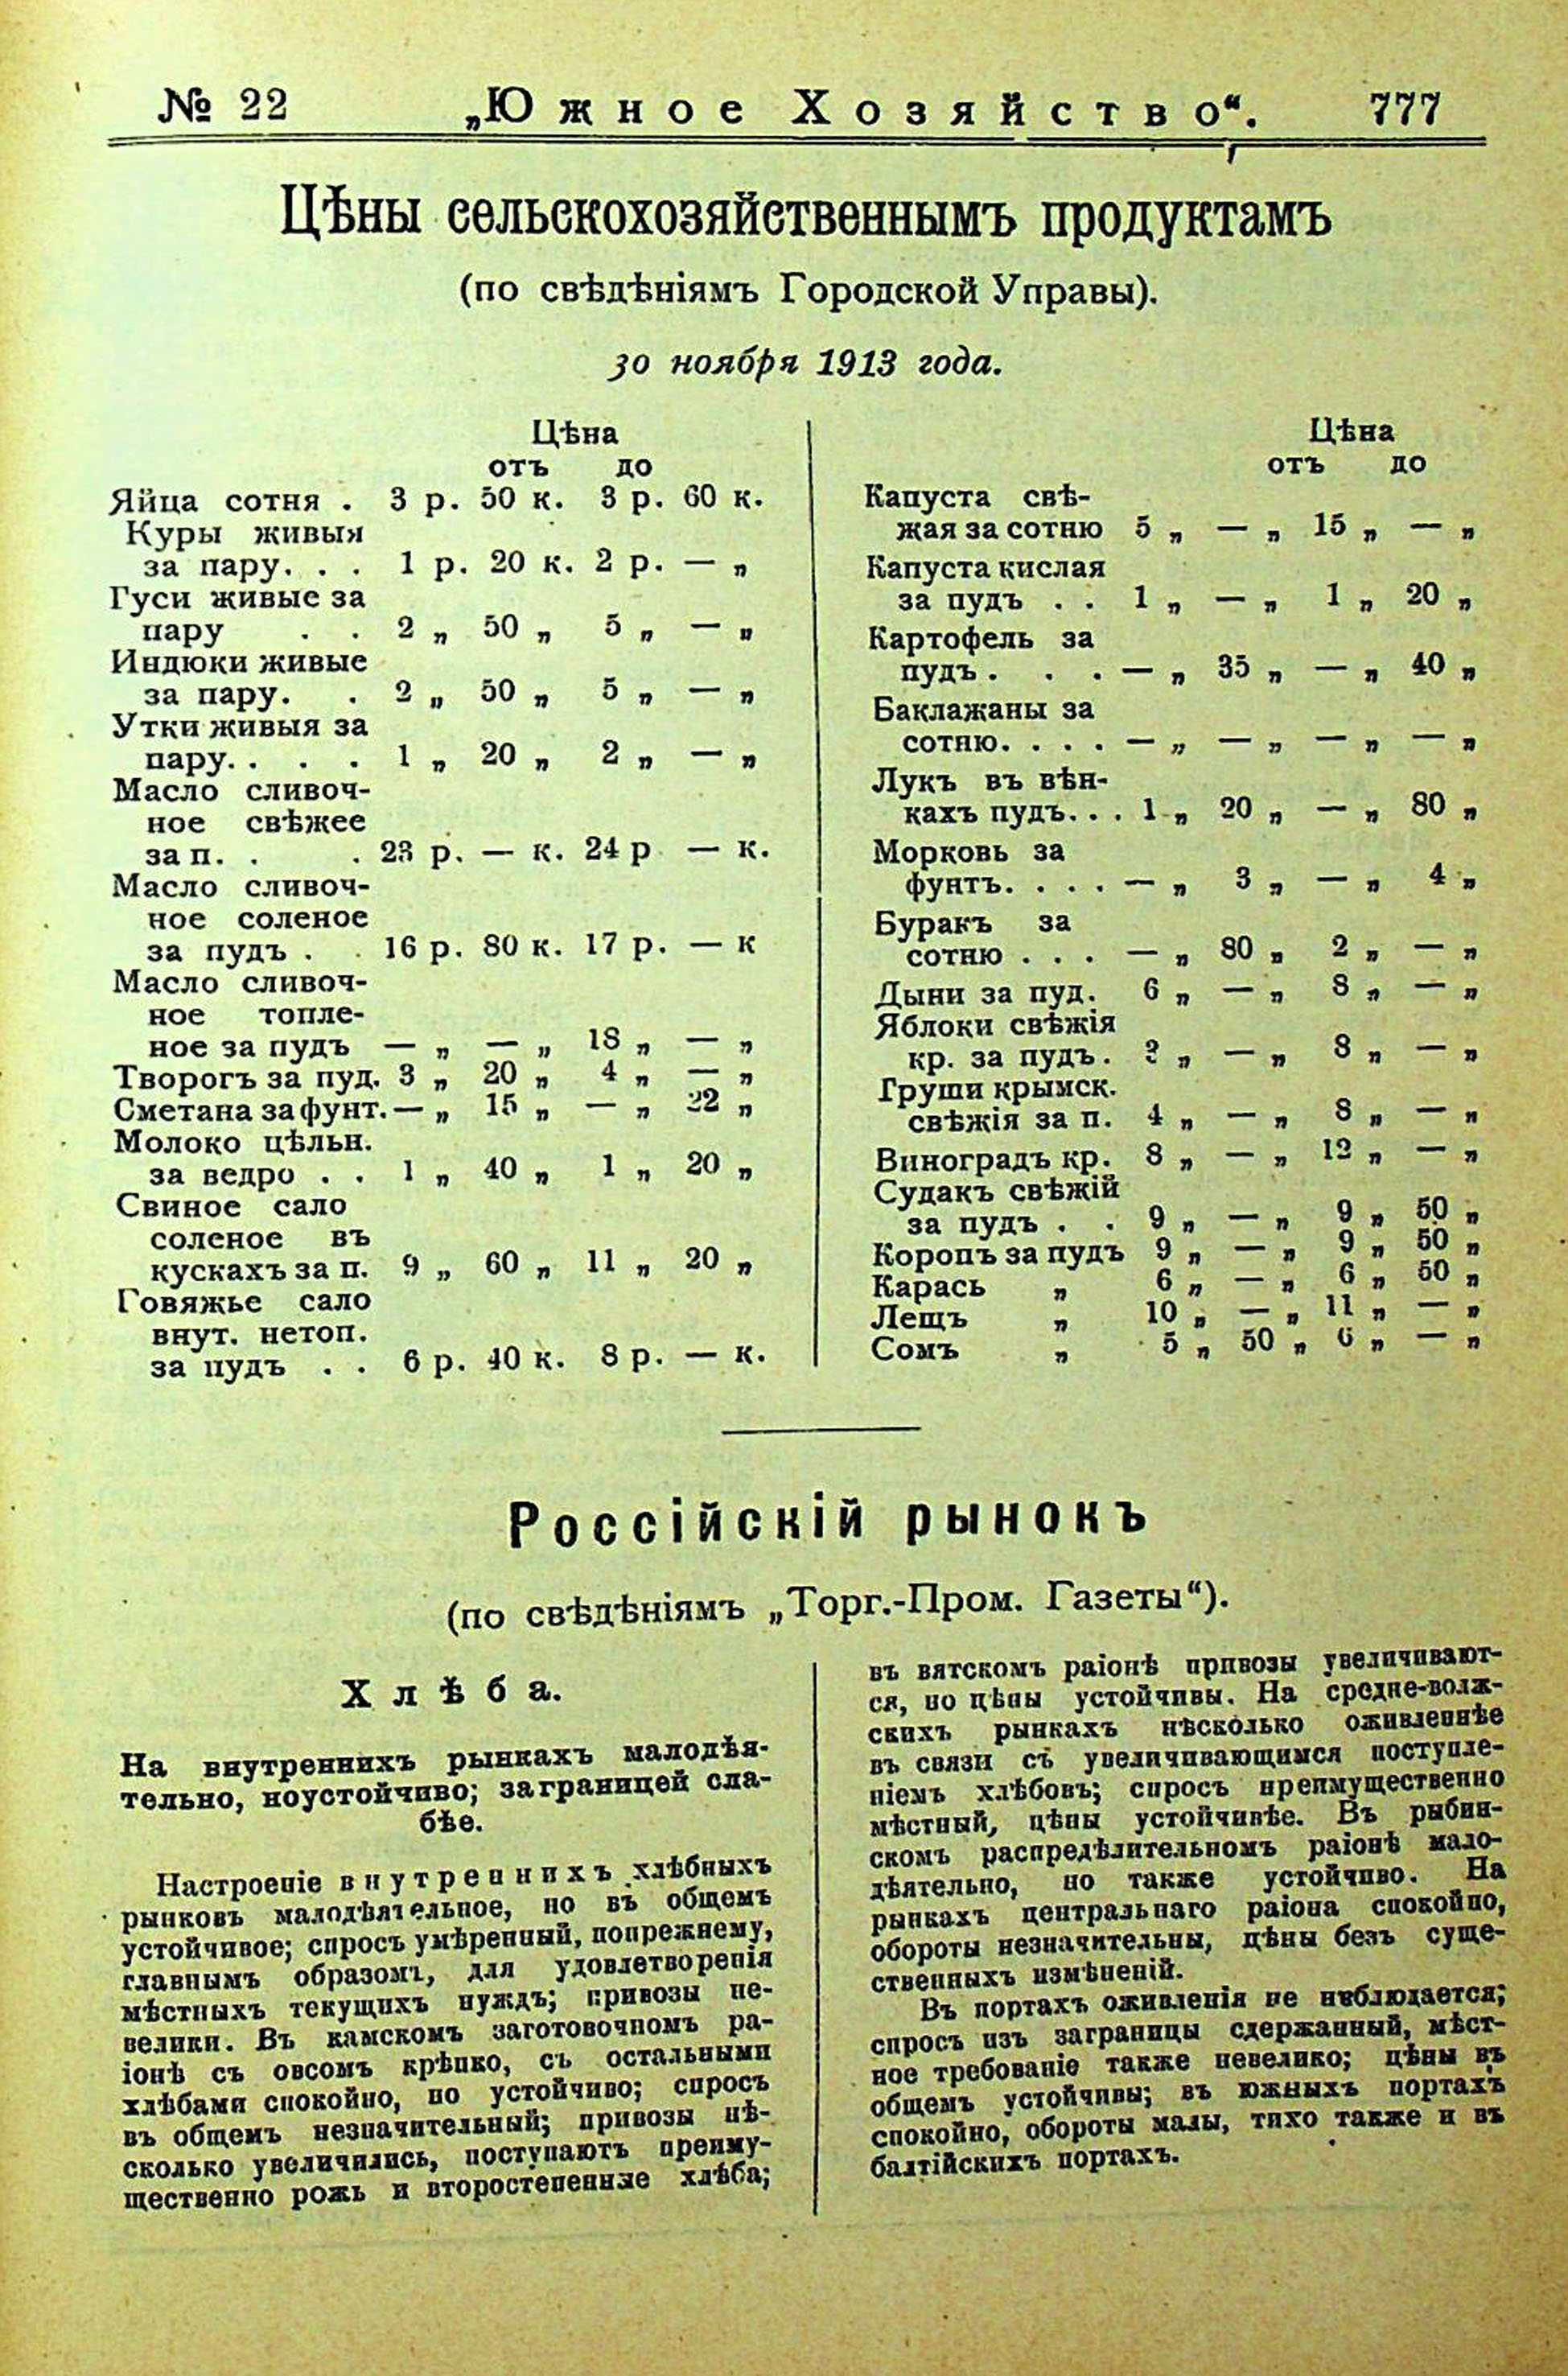 № 22 „Южное Хозяйство“. 777
Цѣны сельскохозяйственнымъ продуктамъ
(по свѣдѣніямъ Городской Управы).
30 ноября 1913 года.
Цѣна
отъ до
Яйца сотня . 3 р. 50 к. 3 р. 60 к.
Куры живыя
за пару. . . 1 р. 20 к. 2 р. — „
Гуси живые за
пару . . 2 „ 50 „ 5 „ — „
Индюки живые
за пару. . 2 „ 50 „ 5 „ — „
Утки живыя за
пару. . . . 1 „ 20 „ 2 „ — „
Масло сливоч-
ное свѣжее
за п. . . 23 р. — к. 24 р — к.
Масло сливоч-
ное соленое
за пудъ . . 16 р. 80 к. 17 р. — к
Масло сливоч-
ное топле-
ное за пудъ — „ — „ 18 „ — „
Творогъ за пуд. 3 „ 20 „ 4 „ — „
Сметана за фунт. — „ 15 „ — „ 22 „
Молоко цѣльн.
за ведро . . 1 „ 40 „ 1 „ 20 „
Свиное сало
соленое въ
кускахъ за п. 9 „ 60 „ 11 „ 20 „
Говяжье сало
внут. нетоп.
за пудъ . . 6 р. 40 к. 8 р. — к.
Цѣна
отъ до
Капуста свѣ-
жая за сотню 5 „ — „ 15 „ — „
Капуста кислая
за пудъ . . 1 „ — „ 1 „ 20 „
Картофель за
пудъ . . . — „ 35 „ — „ 40 „
Баклажаны за
сотню. . . . — „ — „ — „ — „
Лукъ въ вѣн-
кахъ пудъ. . . 1 „ 20 „ — „ 80 „
Морковь за
фунтъ. . . . — „ 3 „ — „ 4 „
Буракъ за
сотню . . . — „ 80 „ 2 „ — „
Дыни за пуд. 6 „ — „ 8 „ — „
Яблоки свѣжія
кр. за пудъ. „ — „ 8 „ — „
Груши крымск.
свѣжія за п. 4 „ — „ 8 „ — „
Виноградъ кр. 8 „ — „ 12 „ — „
Судакъ свѣжій
за пудъ . . 9 „ — „ 9 „ 50 „
Коропъ за пудъ 9 „ — „ 9 „ 50 „
Карась „ 6 „ — „ 6 „ 50 „
Лещъ „ 10 „ — „ 11 „ — „
Сомъ „ 5 „ 50 „ 6 „ — „
Россійскій рынокъ
(по свѣдѣніямъ „Торг.-Пром. Газеты“).
Хлѣба.
На внутреннихъ рынкахъ малодѣя-
тельно, ноустойчиво; заграницей сла-
бѣе.
Настроеніе внутреннихъ хлѣбныхъ
рынковъ малодѣятельное, но въ общемъ
устойчивое; спросъ умѣренный, попрежнему,
главнымъ образомъ, для удовлетворенія
мѣстныхъ текущихъ нуждъ; привозы не-
велики. Въ камскомъ заготовочномъ ра-
іонѣ съ овсомъ крѣпко, съ остальными
хлѣбами спокойно, но устойчиво; спросъ
въ общемъ незначительный; привозы нѣ-
сколько увеличились, поступаютъ преиму-
щественно рожь и второстепенные хлѣба;
въ вятскомъ раіонѣ привозы увеличивают-
ся, но цѣны устойчивы. На средне-волж-
скихъ рынкахъ нѣсколько оживленнѣе
въ связи съ увеличивающимся поступле-
ніемъ хлѣбовъ; спросъ преимущественно
мѣстный, цѣны устойчивѣе. Въ рыбин-
скомъ распредѣлительномъ раіонѣ мало-
дѣятельно, но также устойчиво. На
рынкахъ центральнаго раіона спокойно,
обороты незначительны, цѣны безъ суще-
ственныхъ измѣненій.
Въ портахъ оживленія не наблюдается;
спросъ изъ заграницы сдержанный, мѣст-
ное требованіе также невелико; цѣны въ
общемъ устойчивы; въ южныхъ портахъ
спокойно, обороты малы, тихо также и въ
балтійскихъ портахъ.